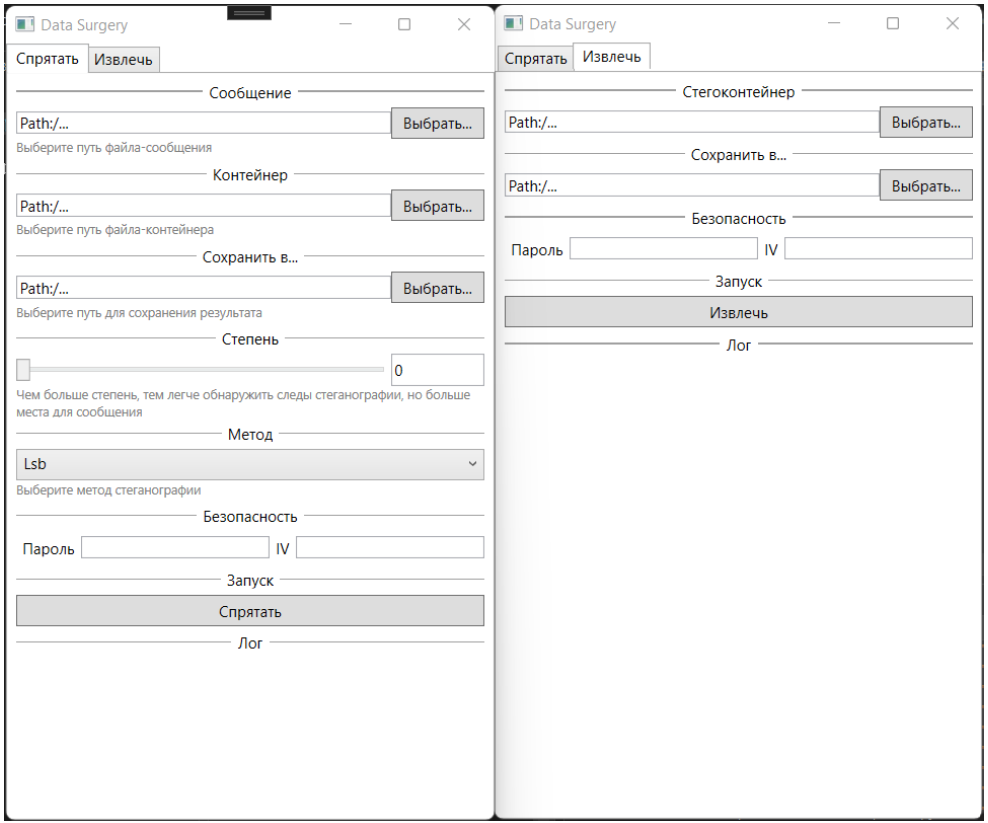 Data Surgery
Спрятать Извлечь
Сообщение
Path:/... Выбрать...
Выберите путь файла-сообщения
Контейнер
Path:/... Выбрать...
Выберите путь файла-контейнера
Сохранить в...
Path:/... Выбрать...
Выберите путь для сохранения результата
Степень
0
Чем больше степень, тем легче обнаружить следы стеганографии, но больше
места для сообщения
Метод
Lsb
Выберите метод стеганографии
Безопасность
Пароль IV
Запуск
Спрятать
Лог
Data Surgery
Спрятать Извлечь
Стегоконтейнер
Path:/... Выбрать...
Сохранить в...
Path:/... Выбрать...
Безопасность
Пароль IV
Запуск
Извлечь
Лог